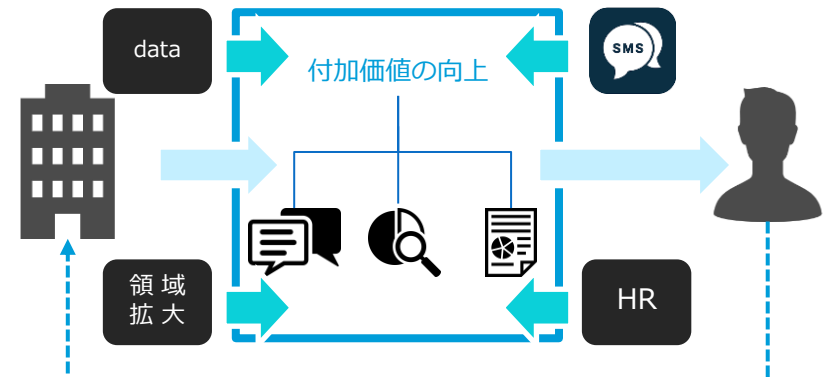 data
SMS
付加価値の向上
領 域
拡 大
HR